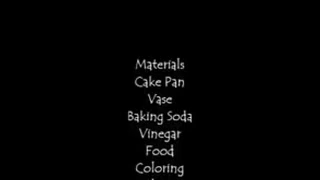 Materials
Cake Pan
Vase
Baking Soda
Vinegar
Food
Coloring